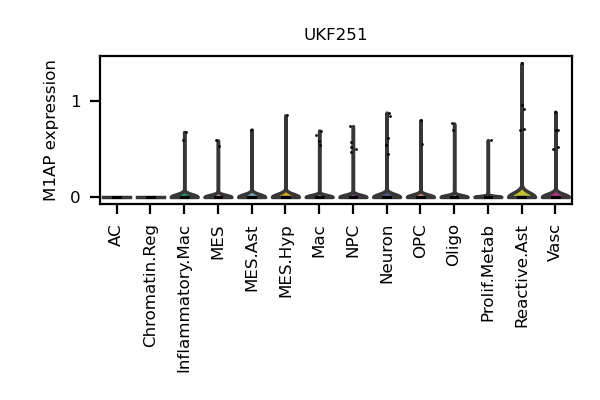 UKF251
M1AP expression
1
0
AC
Chromatin.Reg
Inflammatory.Mac
MES
MES.Ast
MES.Hyp
Mac
NPC
Neuron
OPC
Oligo
Prolif.Metab
Reactive.Ast
Vasc